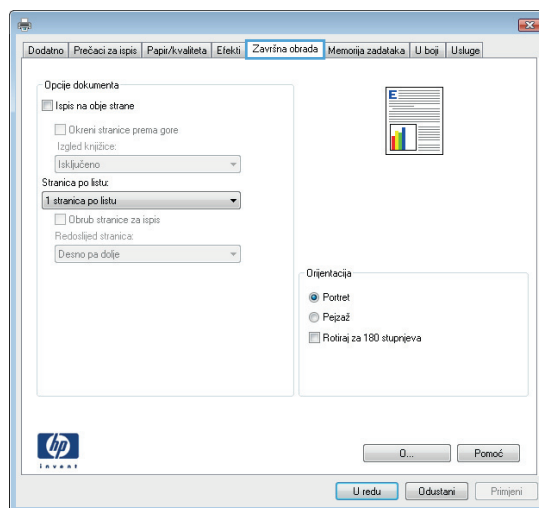 Dodatno Prečaci za ispis Papir/kvaliteta Efekti Završna obrada Memorija zadataka U boji Usluge
Opcije dokumenta
Ispis na obje strane
Okreni stranice prema gore
Izgled knjižice:
Isključeno
Stranica po listu:
1 stranica po listu
Obrub stranice za ispis
Redoslijed stranica:
Desno pa dolje
E
Orijentacija
Portret
Pejzaž
Rotiraj za 180 stupnjeva
hp
invent
O... Pomoć
U redu Odustani Primjeni